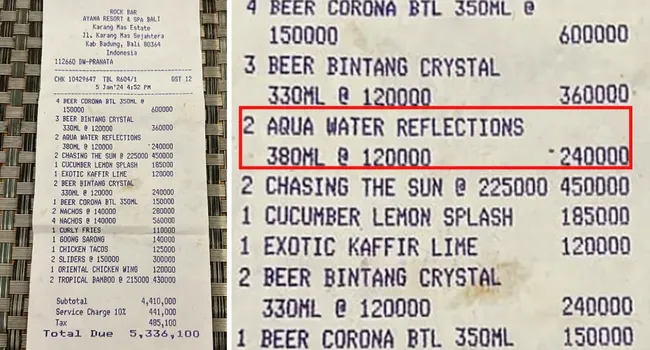 ROCK BAR
AYANA RESORT & SPA BALI
Karang Mas Estate
Jl. Karang Mas Sejahtera
Kab Badung, Bali 80364
Indonesia
112660 DW-PRANATA
CHK 10429647 TBL R604/1 GST 12
5 Jan'24 4:52 PM
4 BEER CORONA BTL 350ML @
150000 600000
3 BEER BINTANG CRYSTAL
330ML @ 120000 360000
2 AQUA WATER REFLECTIONS
380ML @ 120000 240000
2 CHASING THE SUN @ 225000 450000
1 CUCUMBER LEMON SPLASH 185000
1 EXOTIC KAFFIR LIME 120000
2 BEER BINTANG CRYSTAL
330ML @ 120000 240000
1 BEER CORONA BTL 350ML 150000
2 NACHOS @ 140000 280000
4 NACHOS @ 140000 560000
1 CURLY FRIES 110000
1 GOONG SARONG 140000
1 CHICKEN TACOS 125000
2 SLIDERS @ 150000 300000
1 ORIENTAL CHICKEN WING 120000
2 TROPICAL BAMBOO @ 215000 430000
Subtotal 4,410,000
Service Charge 10% 441,000
Tax 485,100
Total Due 5,336,100
4 BEER CORONA BTL 350ML @
150000 600000
3 BEER BINTANG CRYSTAL
330ML @ 120000 360000
2 AQUA WATER REFLECTIONS
380ML @ 120000 240000
2 CHASING THE SUN @ 225000 450000
1 CUCUMBER LEMON SPLASH 185000
1 EXOTIC KAFFIR LIME 120000
2 BEER BINTANG CRYSTAL
330ML @ 120000 240000
1 BEER CORONA BTL 350ML 150000